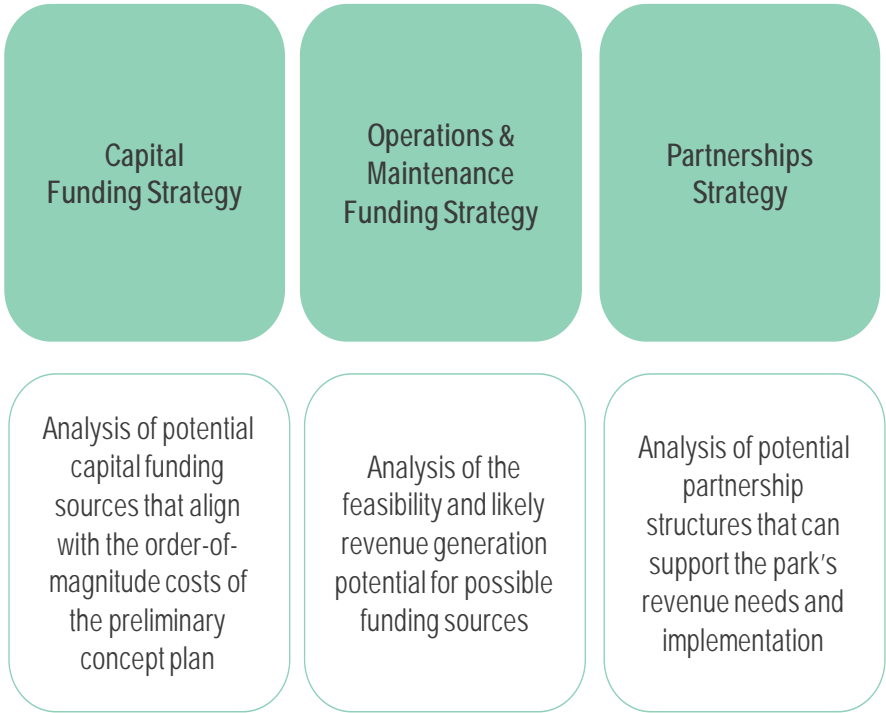 Capital
Funding Strategy
Operations &
Maintenance
Funding Strategy
Partnerships
Strategy
Analysis of potential
capital funding
sources that align
with the order-of-
magnitude costs of
the preliminary
concept plan
Analysis of the
feasibility and likely
revenue generation
potential for possible
funding sources
Analysis of potential
partnership
structures that can
support the park's
revenue needs and
implementation